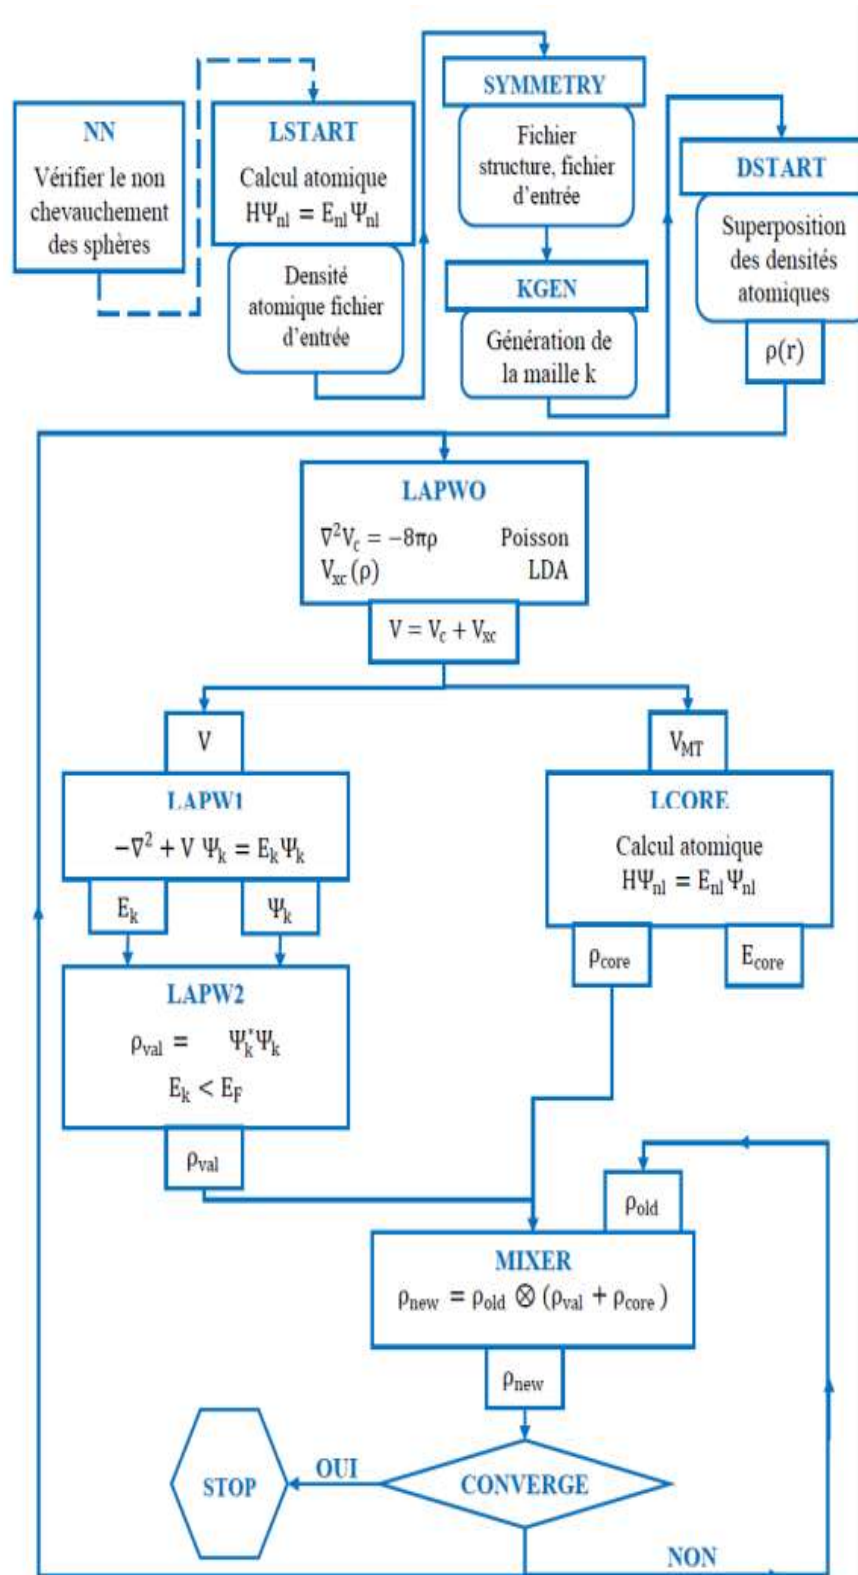 NN
Vérifier le non
chevauchement
des sphères
LSTART
Calcul atomique
HΨnl = EnlΨnl
Densité
atomique fichier
d'entrée
SYMMETRY
Fichier
structure, fichier
d'entrée
KGEN
Génération de
la maille k
DSTART
Superposition
des densités
atomiques
ρ(r)
LAPWO
∇²Vc = −8πρ Poisson
Vxc(ρ) LDA
V = Vc + Vxc
V
LAPW1
−∇² + V Ψk = EkΨk
Ek
Ψk
VMT
LCORE
Calcul atomique
HΨnl = EnlΨnl
ρcore
Ecore
LAPW2
ρval = Ψk*Ψk
Ek < EF
ρval
ρold
MIXER
ρnew = ρold ⊗ (ρval + ρcore)
ρnew
CONVERGE
OUI
STOP
NON